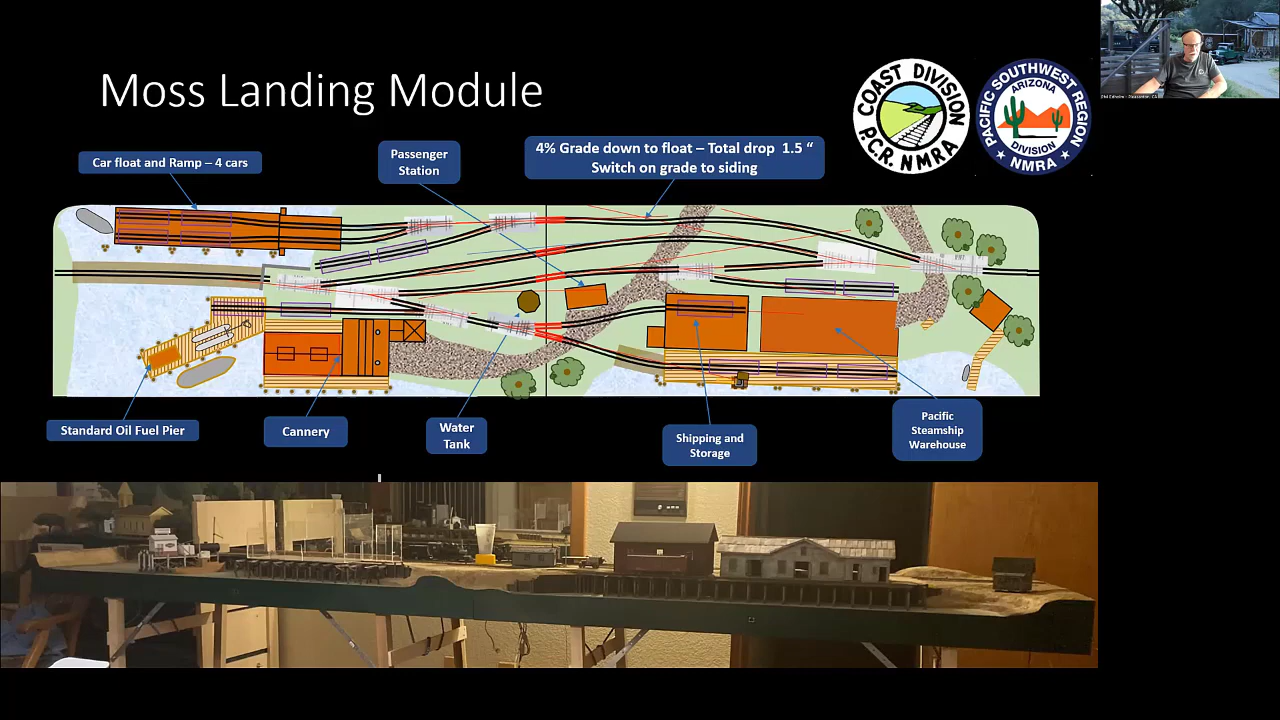 Moss Landing Module
COAST DIVISION
P.C.R. NMRA
PACIFIC SOUTHWEST REGION
ARIZONA
DIVISION
★ NMRA ★
Car float and Ramp – 4 cars
Passenger
Station
4% Grade down to float – Total drop 1.5 “
Switch on grade to siding
Standard Oil Fuel Pier
Cannery
Water
Tank
Shipping and
Storage
Pacific
Steamship
Warehouse